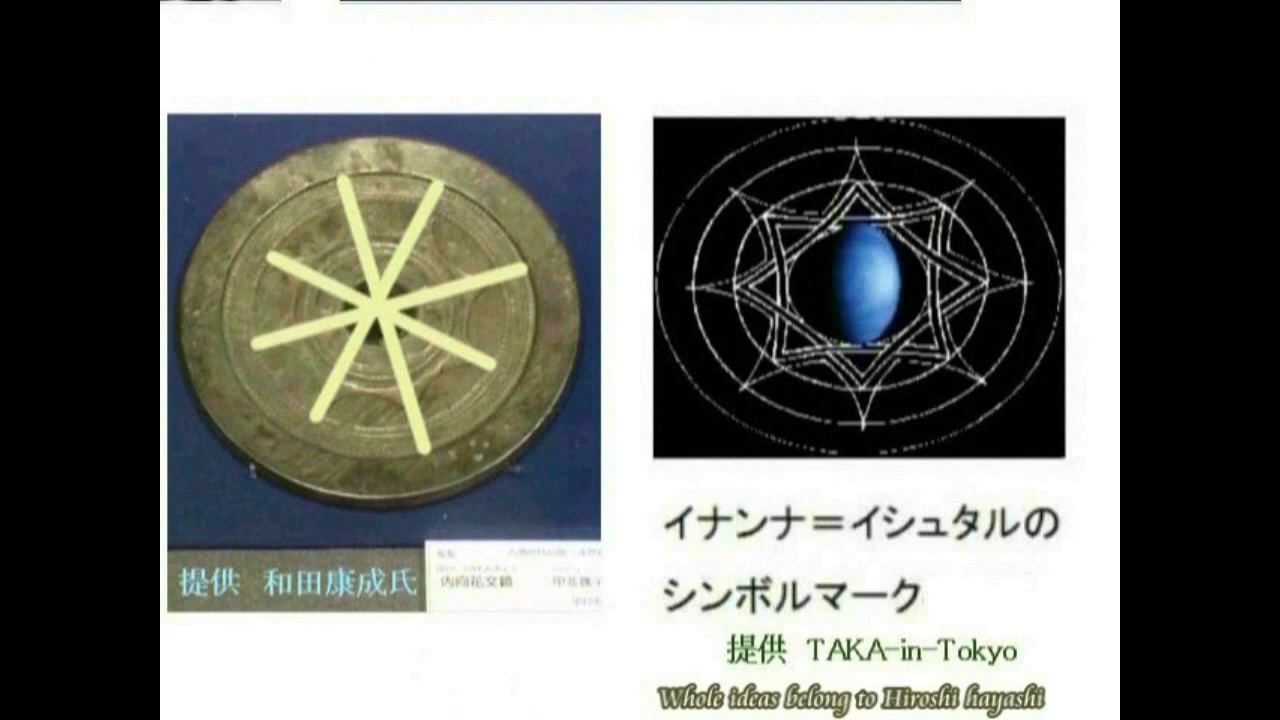 提供 和田康成氏
内向花文鏡
イナンナ＝イシュタルの
シンボルマーク
提供 TAKA-in-Tokyo
Whole ideas belong to Hiroshi hayashi